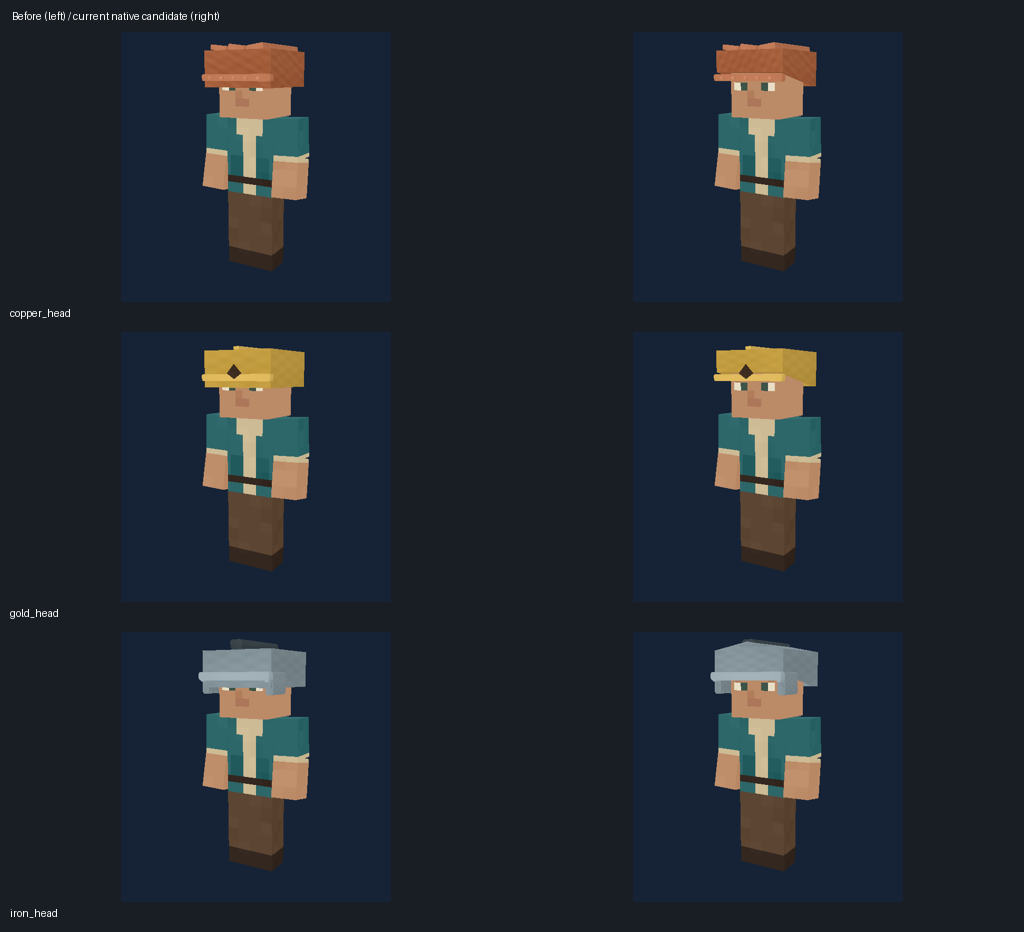 Before (left) / current native candidate (right)
copper_head
gold_head
iron_head